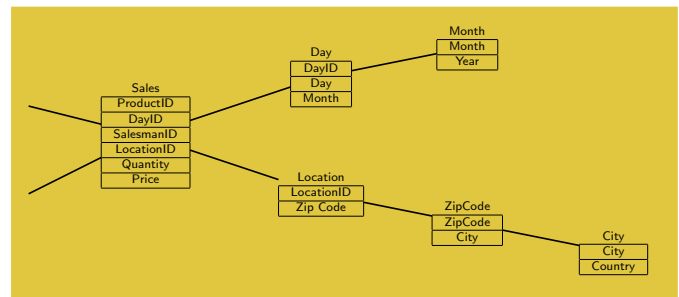 Sales
ProductID
DayID
SalesmanID
LocationID
Quantity
Price
Day
DayID
Day
Month
Month
Month
Year
Location
LocationID
Zip Code
ZipCode
ZipCode
City
City
City
Country